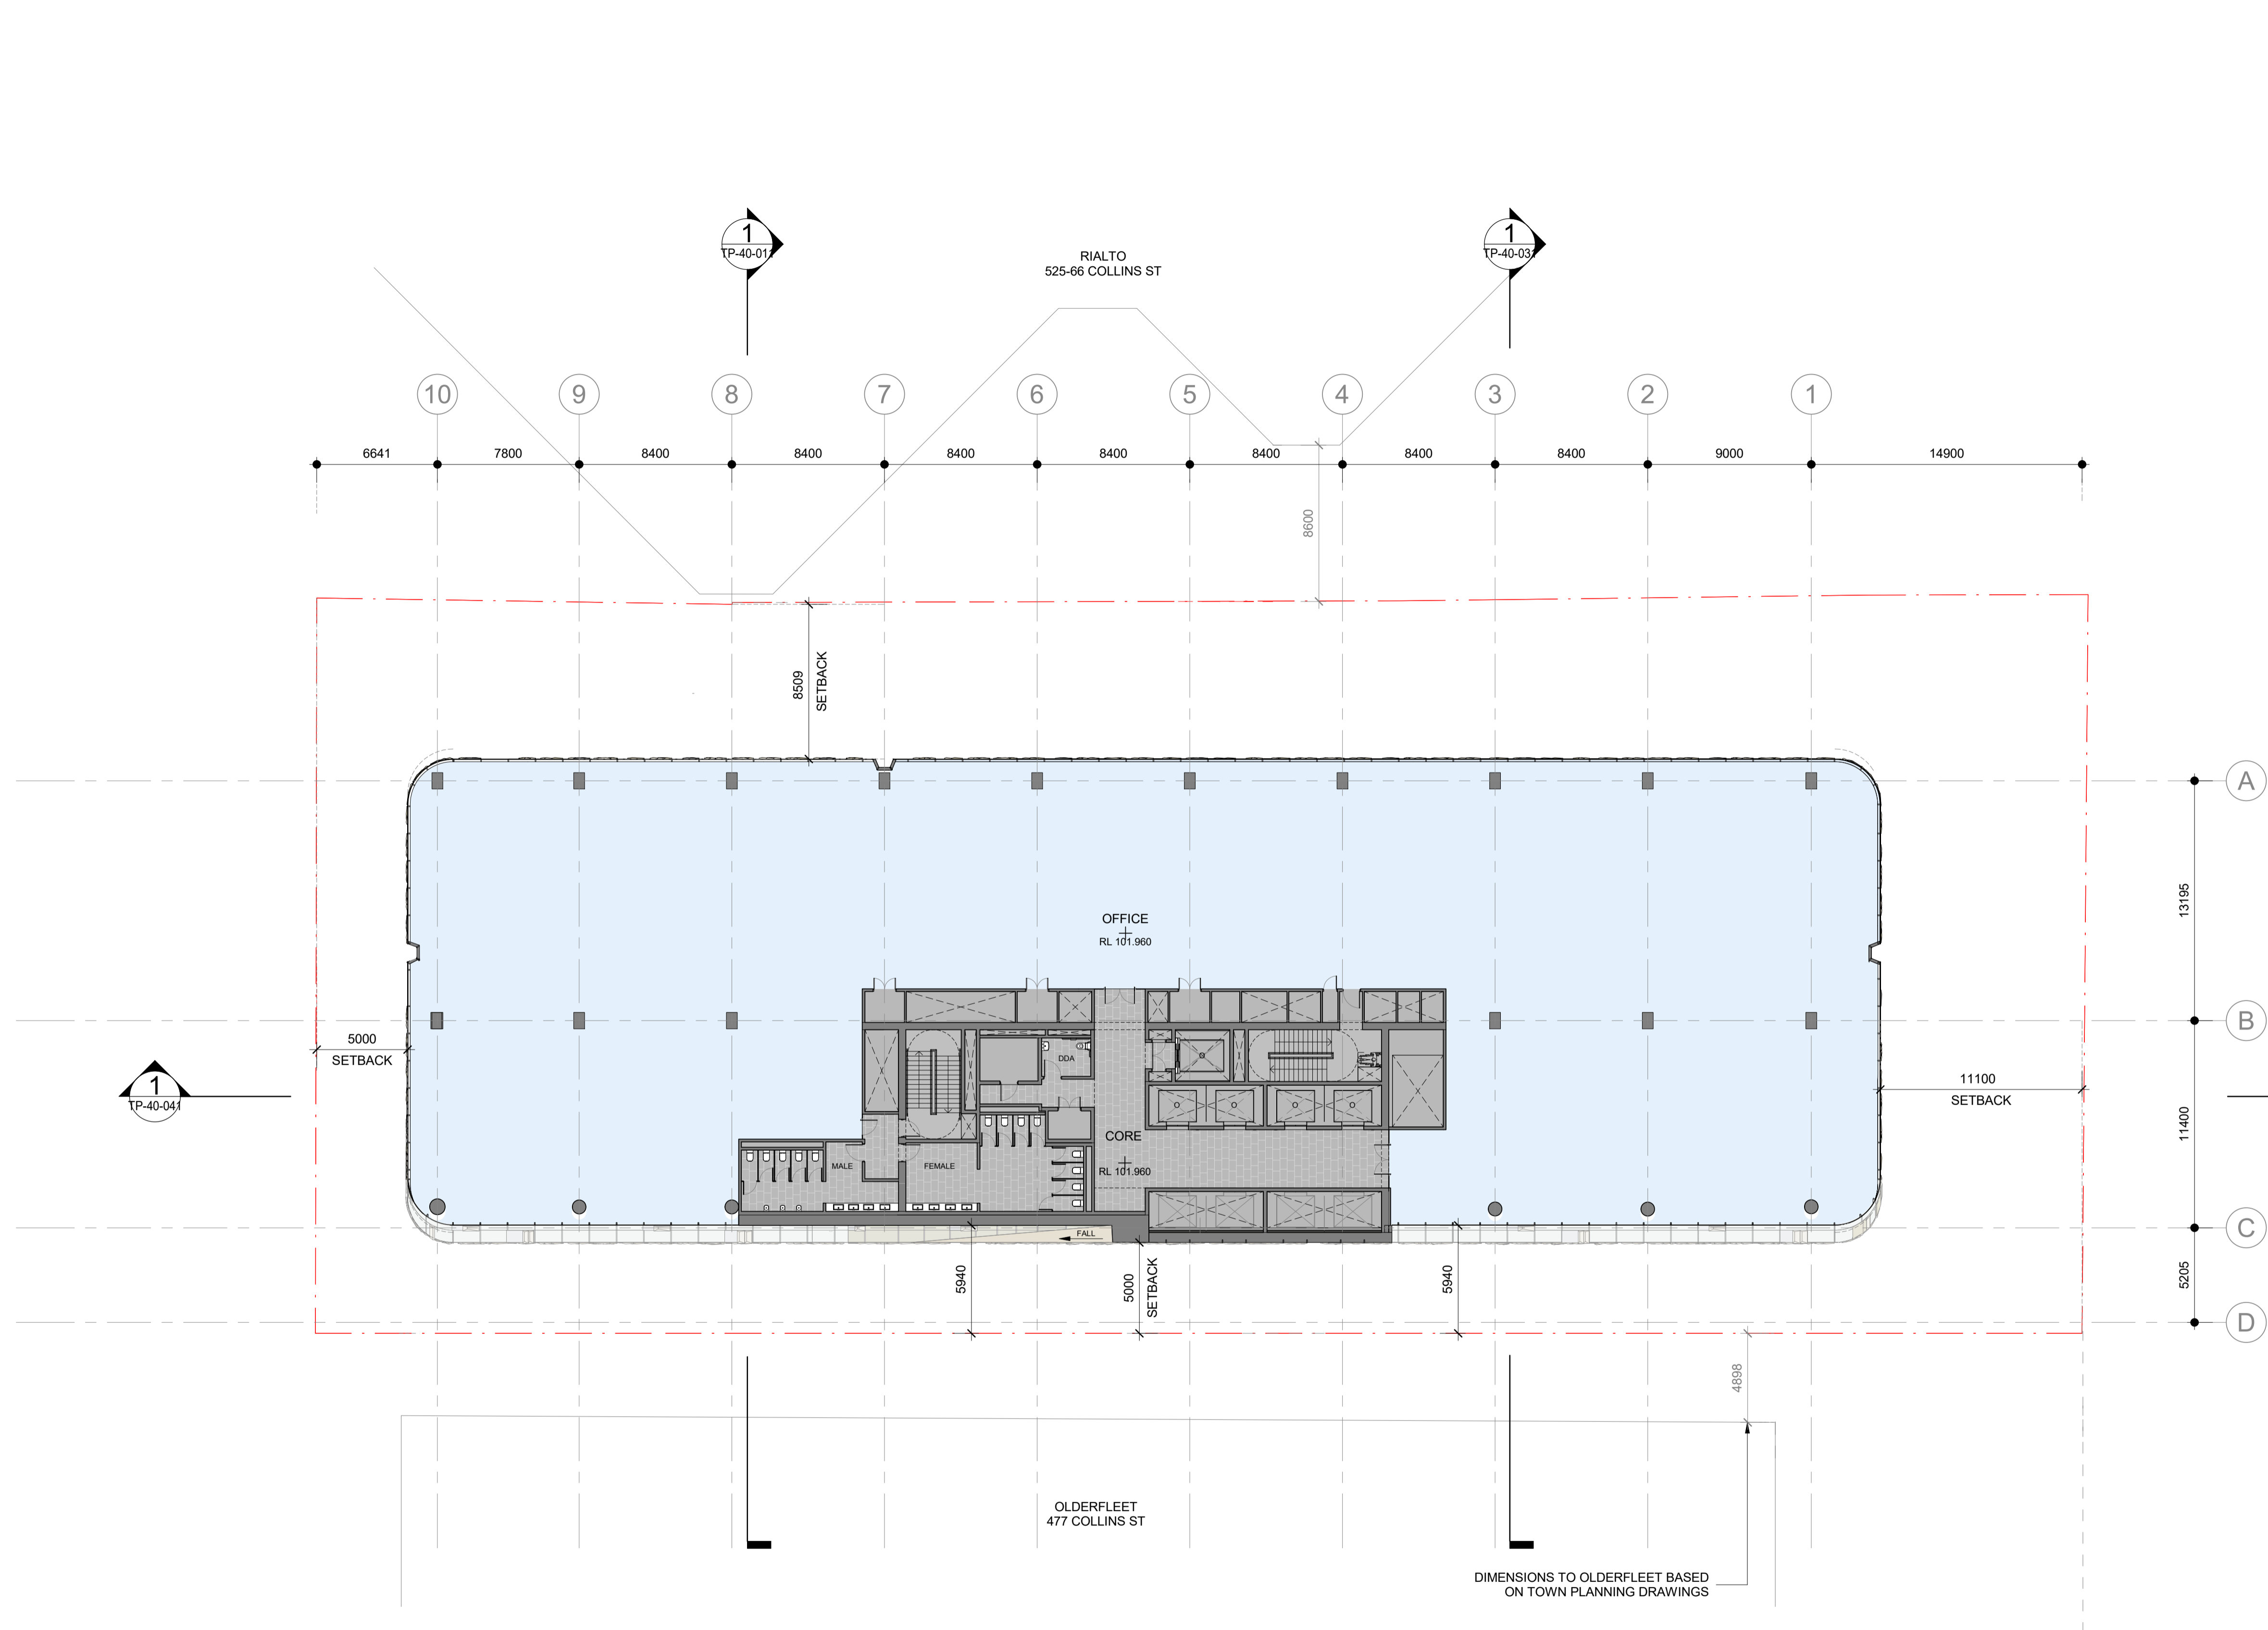 1
TP-40-011
1
TP-40-031
RIALTO
525-66 COLLINS ST
10
9
8
7
6
5
4
3
2
1
6641
7800
8400
8400
8400
8400
8400
8400
8400
9000
14900
8600
8509
SETBACK
A
13195
OFFICE
RL 101.960
B
5000
SETBACK
1
TP-40-041
DDA
11100
SETBACK
11400
CORE
RL 101.960
MALE
FEMALE
FALL
C
5940
5000
SETBACK
5940
5205
D
4898
OLDERFLEET
477 COLLINS ST
DIMENSIONS TO OLDERFLEET BASED
ON TOWN PLANNING DRAWINGS